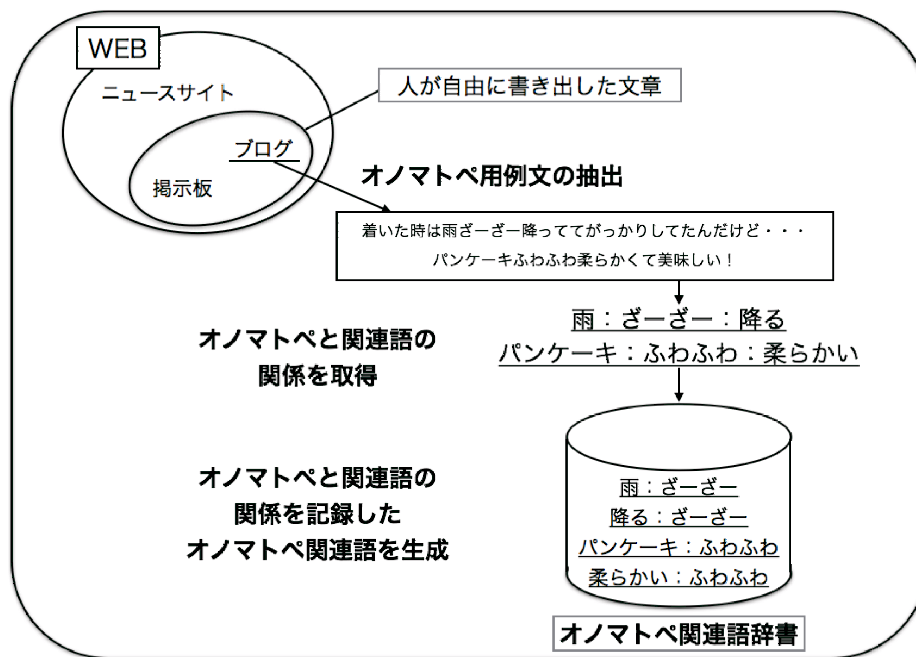 WEB
ニュースサイト
人が自由に書き出した文章
ブログ
掲示板
オノマトペ用例文の抽出
着いた時は雨ざーざー降っててがっかりしてたんだけど・・・
パンケーキふわふわ柔らかくて美味しい！
雨：ざーざー：降る
パンケーキ：ふわふわ：柔らかい
オノマトペと関連語の
関係を取得
オノマトペと関連語の
関係を記録した
オノマトペ関連語を生成
雨：ざーざー
降る：ざーざー
パンケーキ：ふわふわ
柔らかい：ふわふわ
オノマトペ関連語辞書